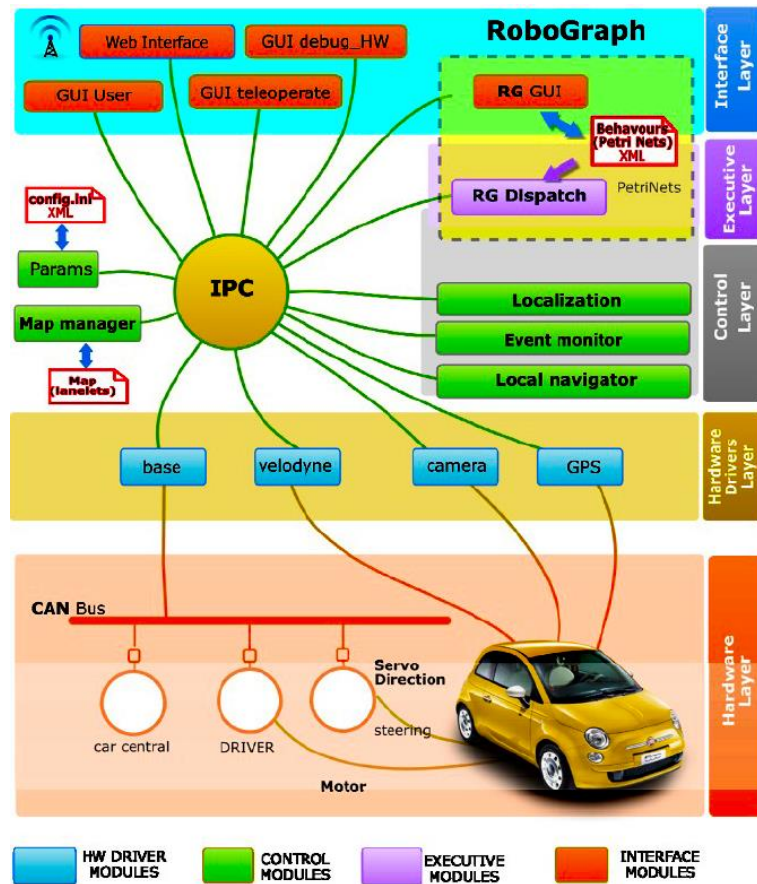 RoboGraph
Web Interface
GUI debug_HW
GUI User
GUI teleoperate
RG GUI
Behavours
(Petri Nets)
XML
Interface
Layer
RG Dispatch
PetriNets
Executive
Layer
config.ini
XML
Params
IPC
Map manager
Map
(lanelets)
Localization
Event monitor
Local navigator
Control
Layer
base
velodyne
camera
GPS
Hardware
Drivers
Layer
CAN Bus
Servo
Direction
car central
DRIVER
steering
Motor
Hardware
Layer
HW DRIVER
MODULES
CONTROL
MODULES
EXECUTIVE
MODULES
INTERFACE
MODULES